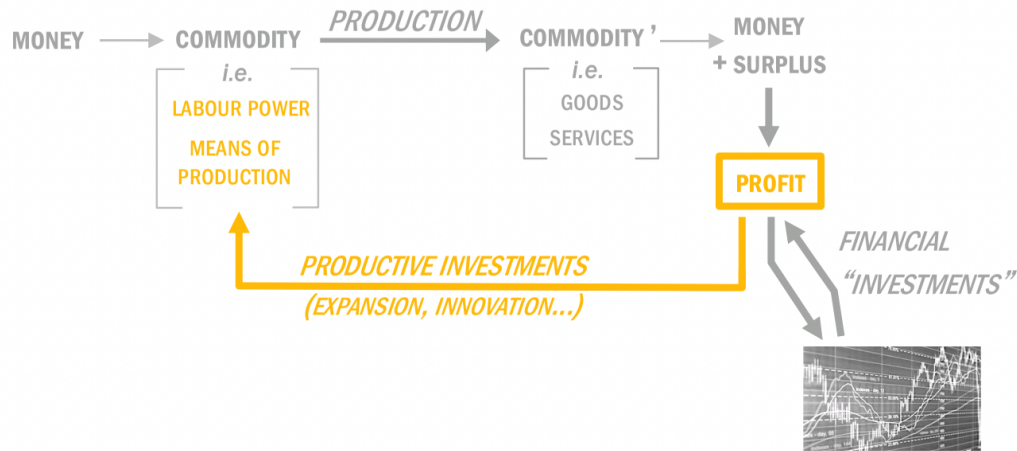 PRODUCTION
MONEY
COMMODITY
COMMODITY ’
MONEY
+ SURPLUS
i.e.
LABOUR POWER
MEANS OF
PRODUCTION
i.e.
GOODS
SERVICES
PROFIT
FINANCIAL
“INVESTMENTS”
PRODUCTIVE INVESTMENTS
(EXPANSION, INNOVATION...)